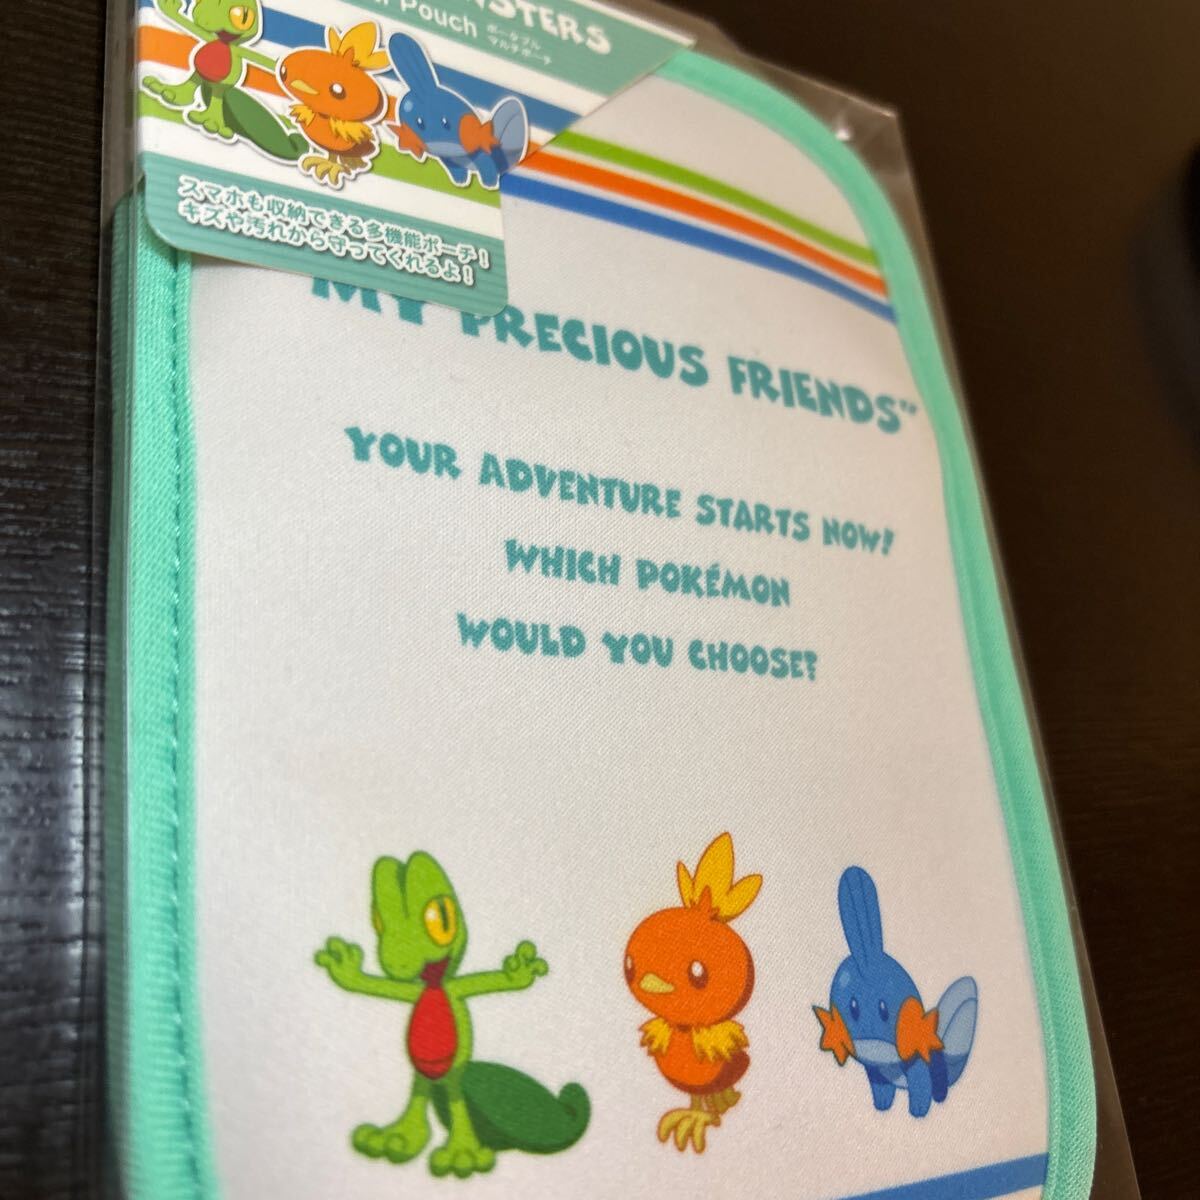 Pouch
ポータブル
マルチポーチ
スマホも収納できる多機能ポーチ!
キズや汚れから守ってくれるよ!
MY PRECIOUS FRIENDS™
YOUR ADVENTURE STARTS NOW!
WHICH POKÉMON
WOULD YOU CHOOSE?